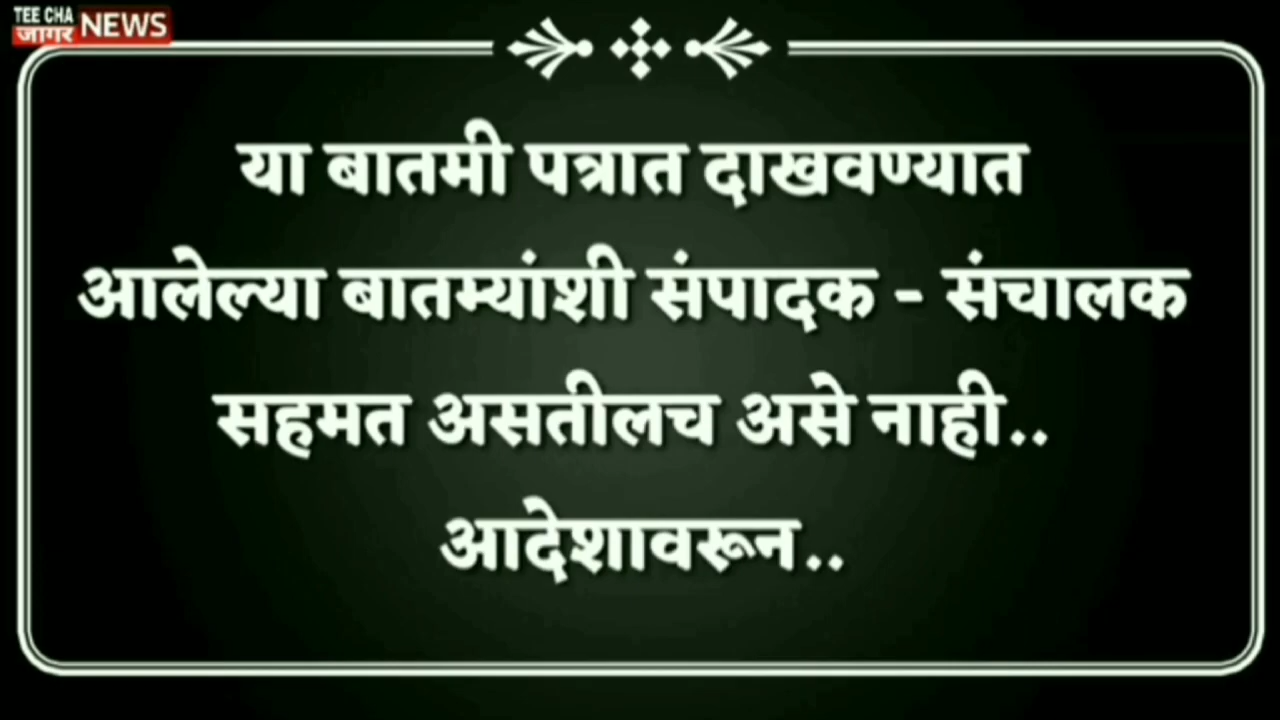 TEE CHA
जागर NEWS
या बातमी पत्रात दाखवण्यात
आलेल्या बातम्यांशी संपादक - संचालक
सहमत असतीलच असे नाही..
आदेशावरून..